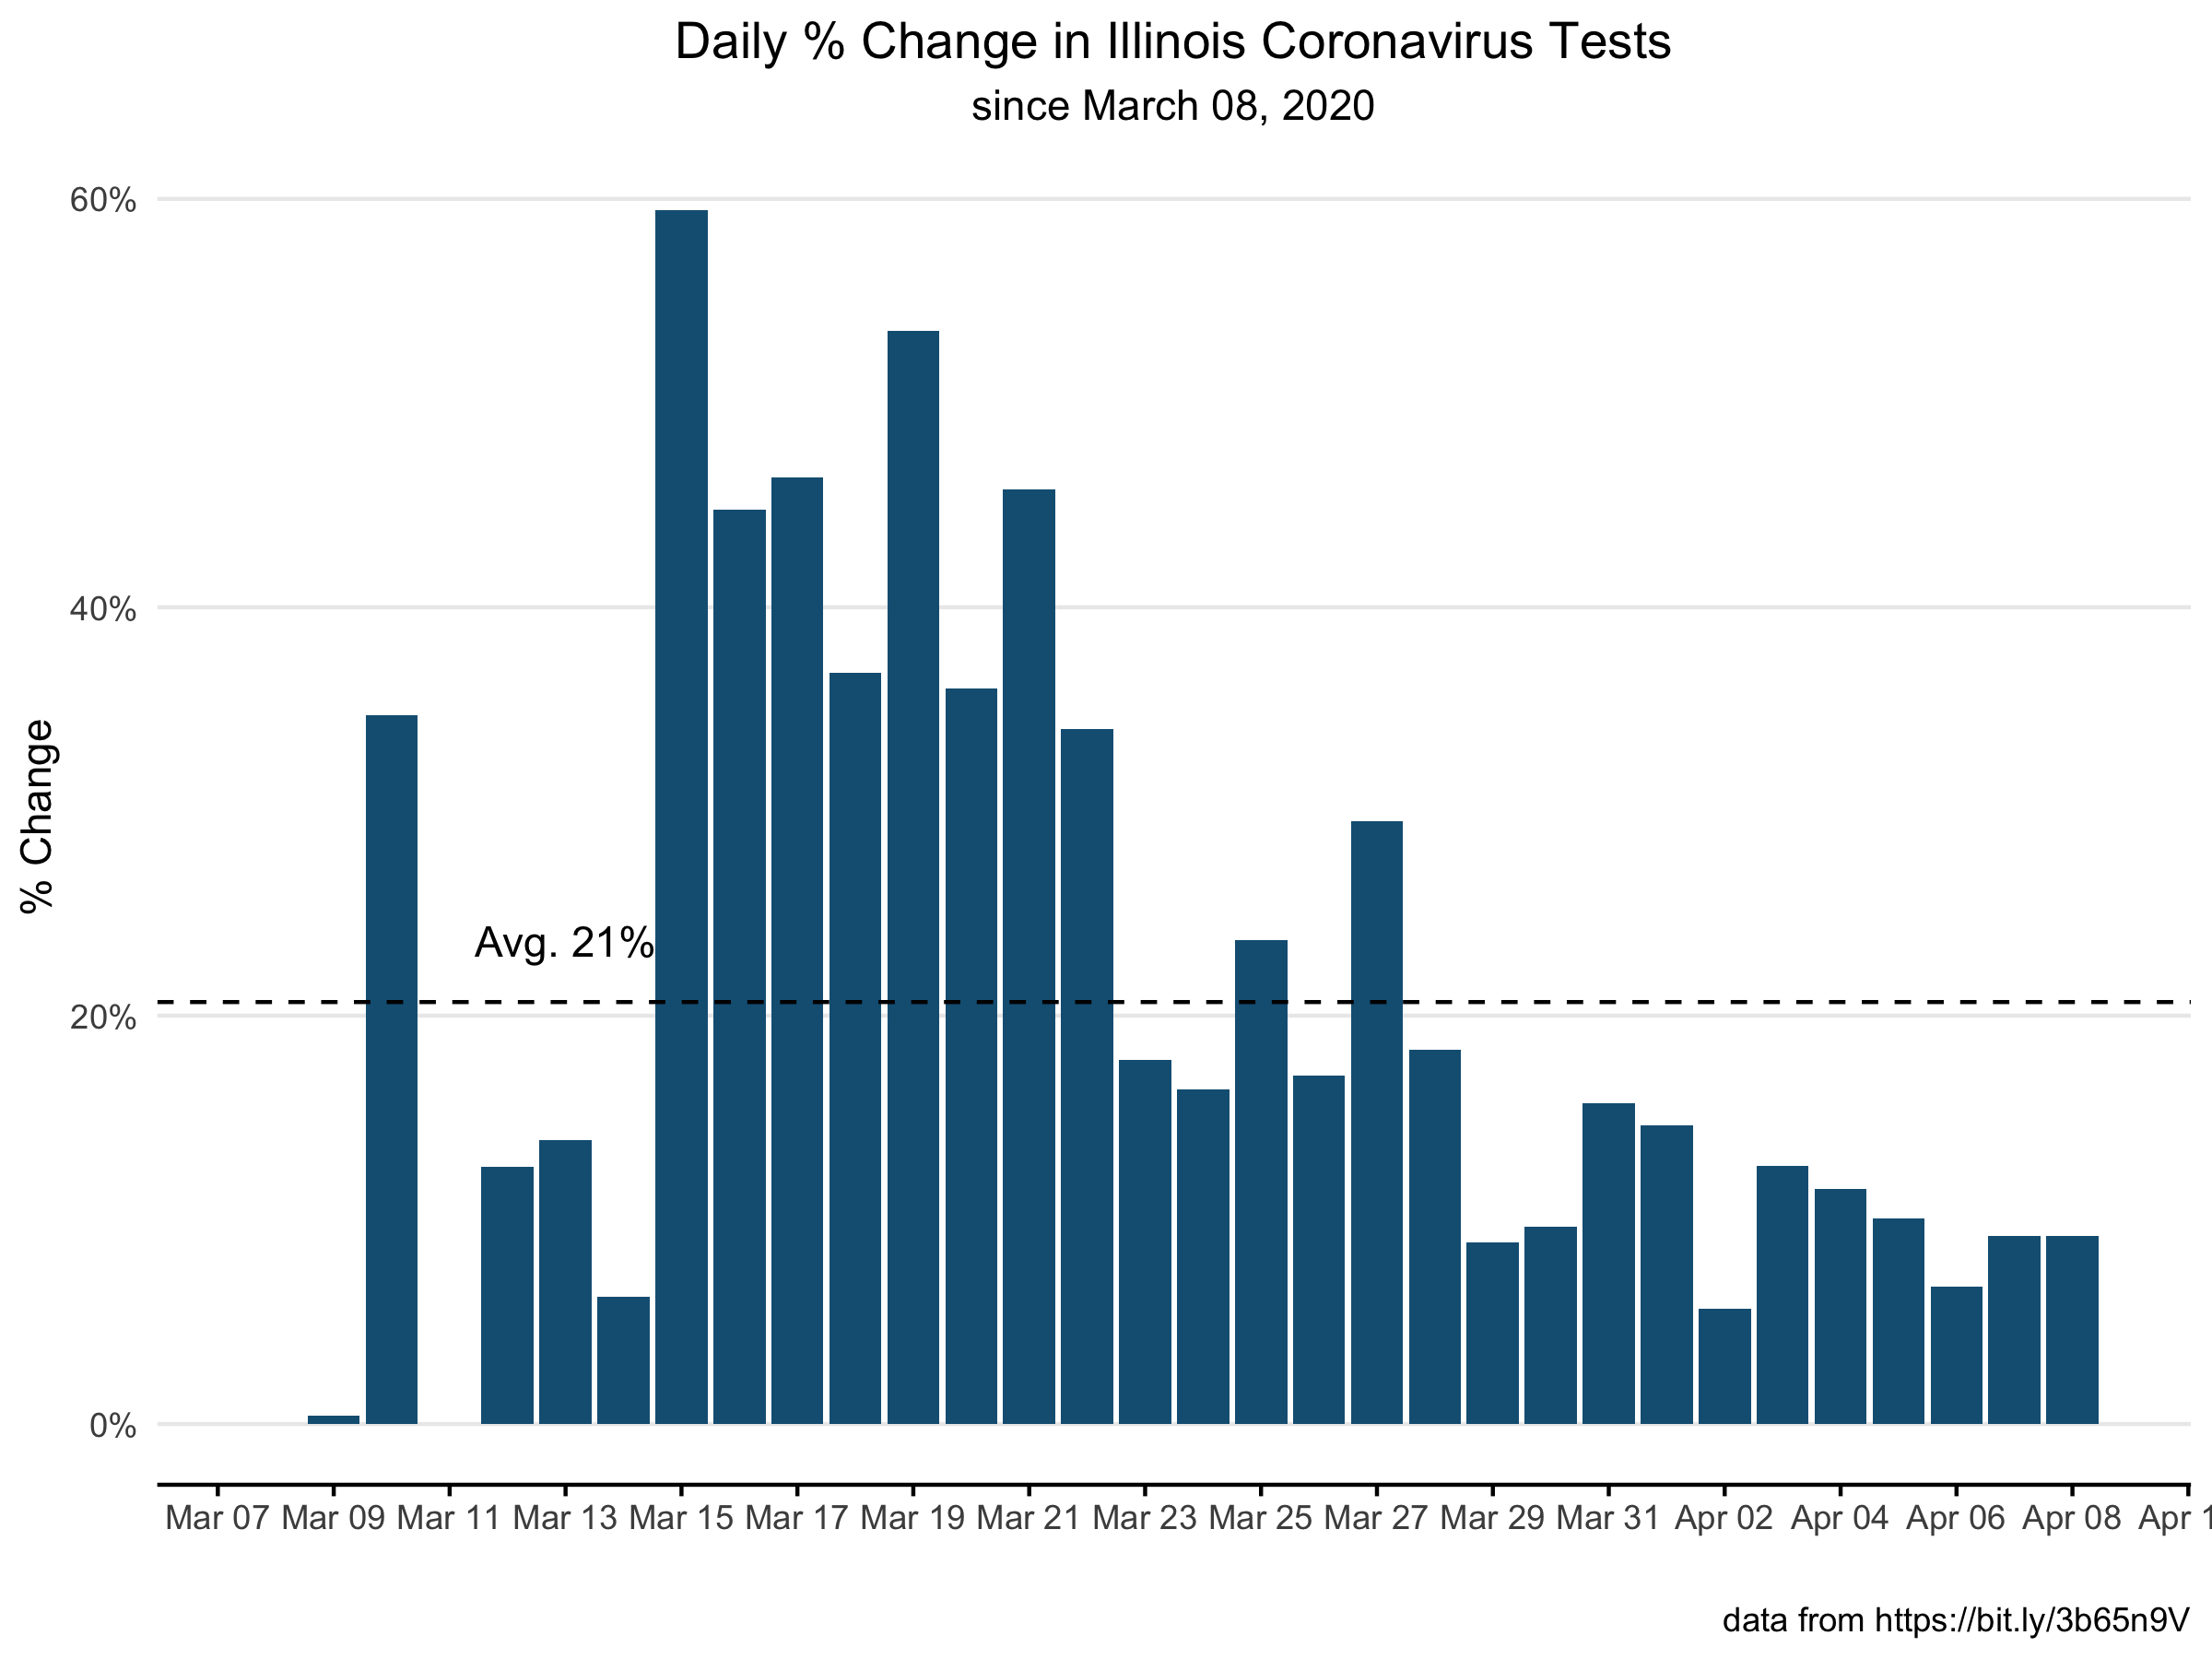 Daily % Change in Illinois Coronavirus Tests
since March 08, 2020
60%
40%
20%
0%
% Change
Avg. 21%
Mar 07 Mar 09 Mar 11 Mar 13 Mar 15 Mar 17 Mar 19 Mar 21 Mar 23 Mar 25 Mar 27 Mar 29 Mar 31 Apr 02 Apr 04 Apr 06 Apr 08 Apr 1
data from https://bit.ly/3b65n9V